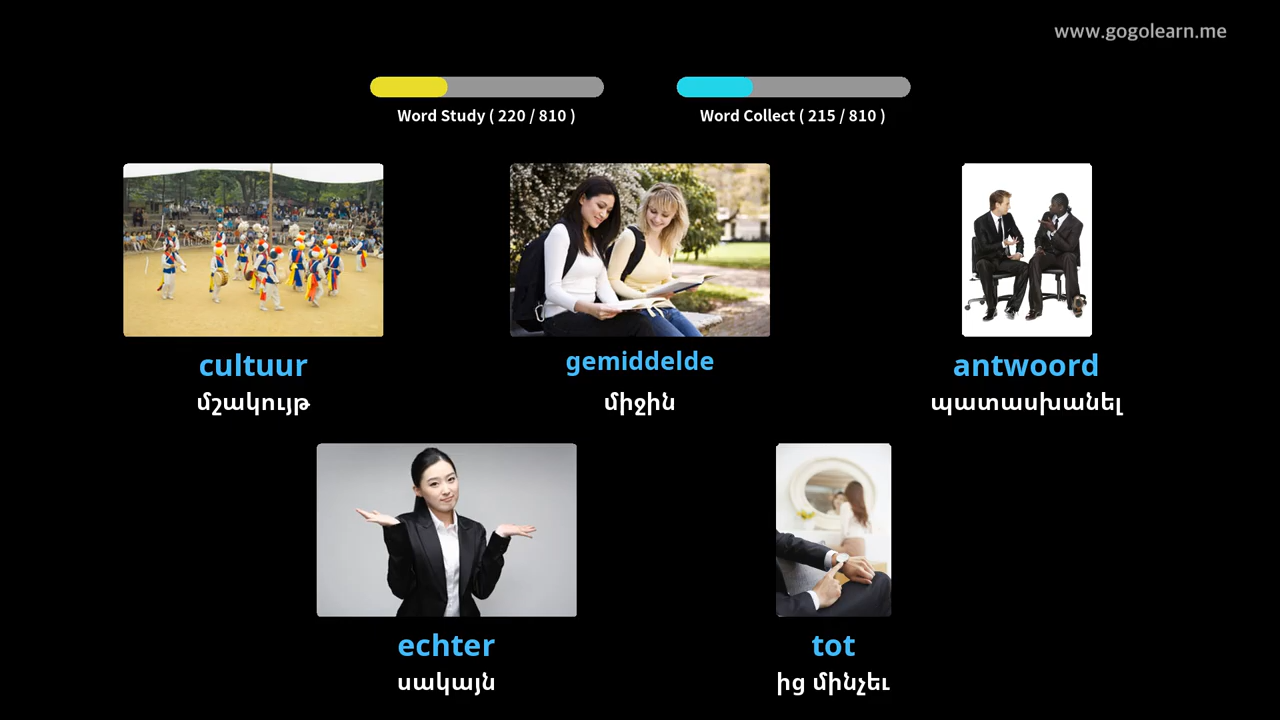 www.gogolearn.me
Word Study ( 220 / 810 )
Word Collect ( 215 / 810 )
cultuur
մշակույթ
gemiddelde
միջին
antwoord
պատասխանել
echter
սակայն
tot
ից մինչեւ